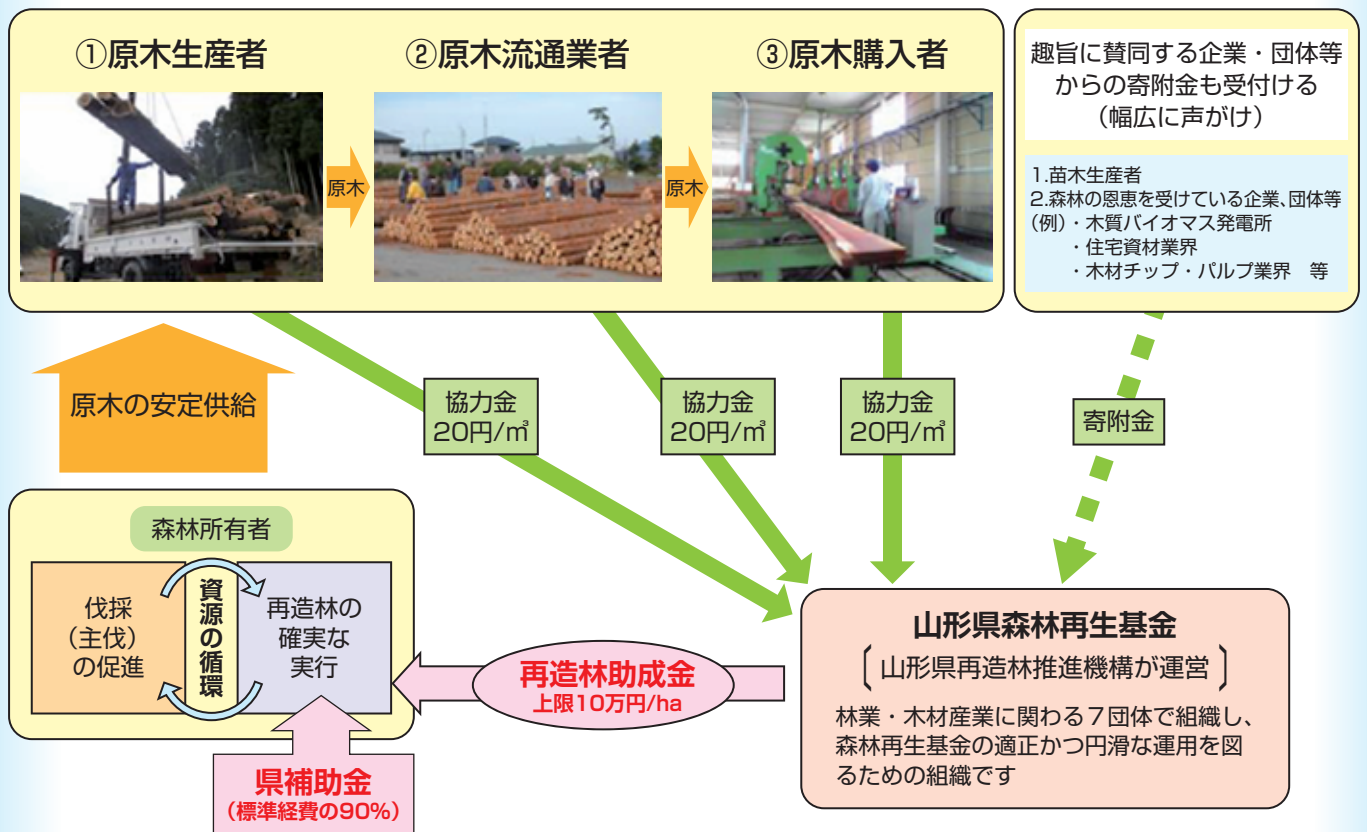 ①原木生産者
②原木流通業者
③原木購入者
原木
原木
趣旨に賛同する企業・団体等
からの寄附金も受付ける
（幅広に声がけ）
1.苗木生産者
2.森林の恩恵を受けている企業、団体等
(例)・木質バイオマス発電所
・住宅資材業界
・木材チップ・パルプ業界　等
原木の安定供給
協力金
20円/㎥
協力金
20円/㎥
協力金
20円/㎥
寄附金
森林所有者
伐採
（主伐）
の促進
資源の循環
再造林の
確実な
実行
再造林助成金
上限10万円/ha
県補助金
（標準経費の90%）
山形県森林再生基金
〔山形県再造林推進機構が運営〕
林業・木材産業に関わる７団体で組織し、
森林再生基金の適正かつ円滑な運用を図
るための組織です